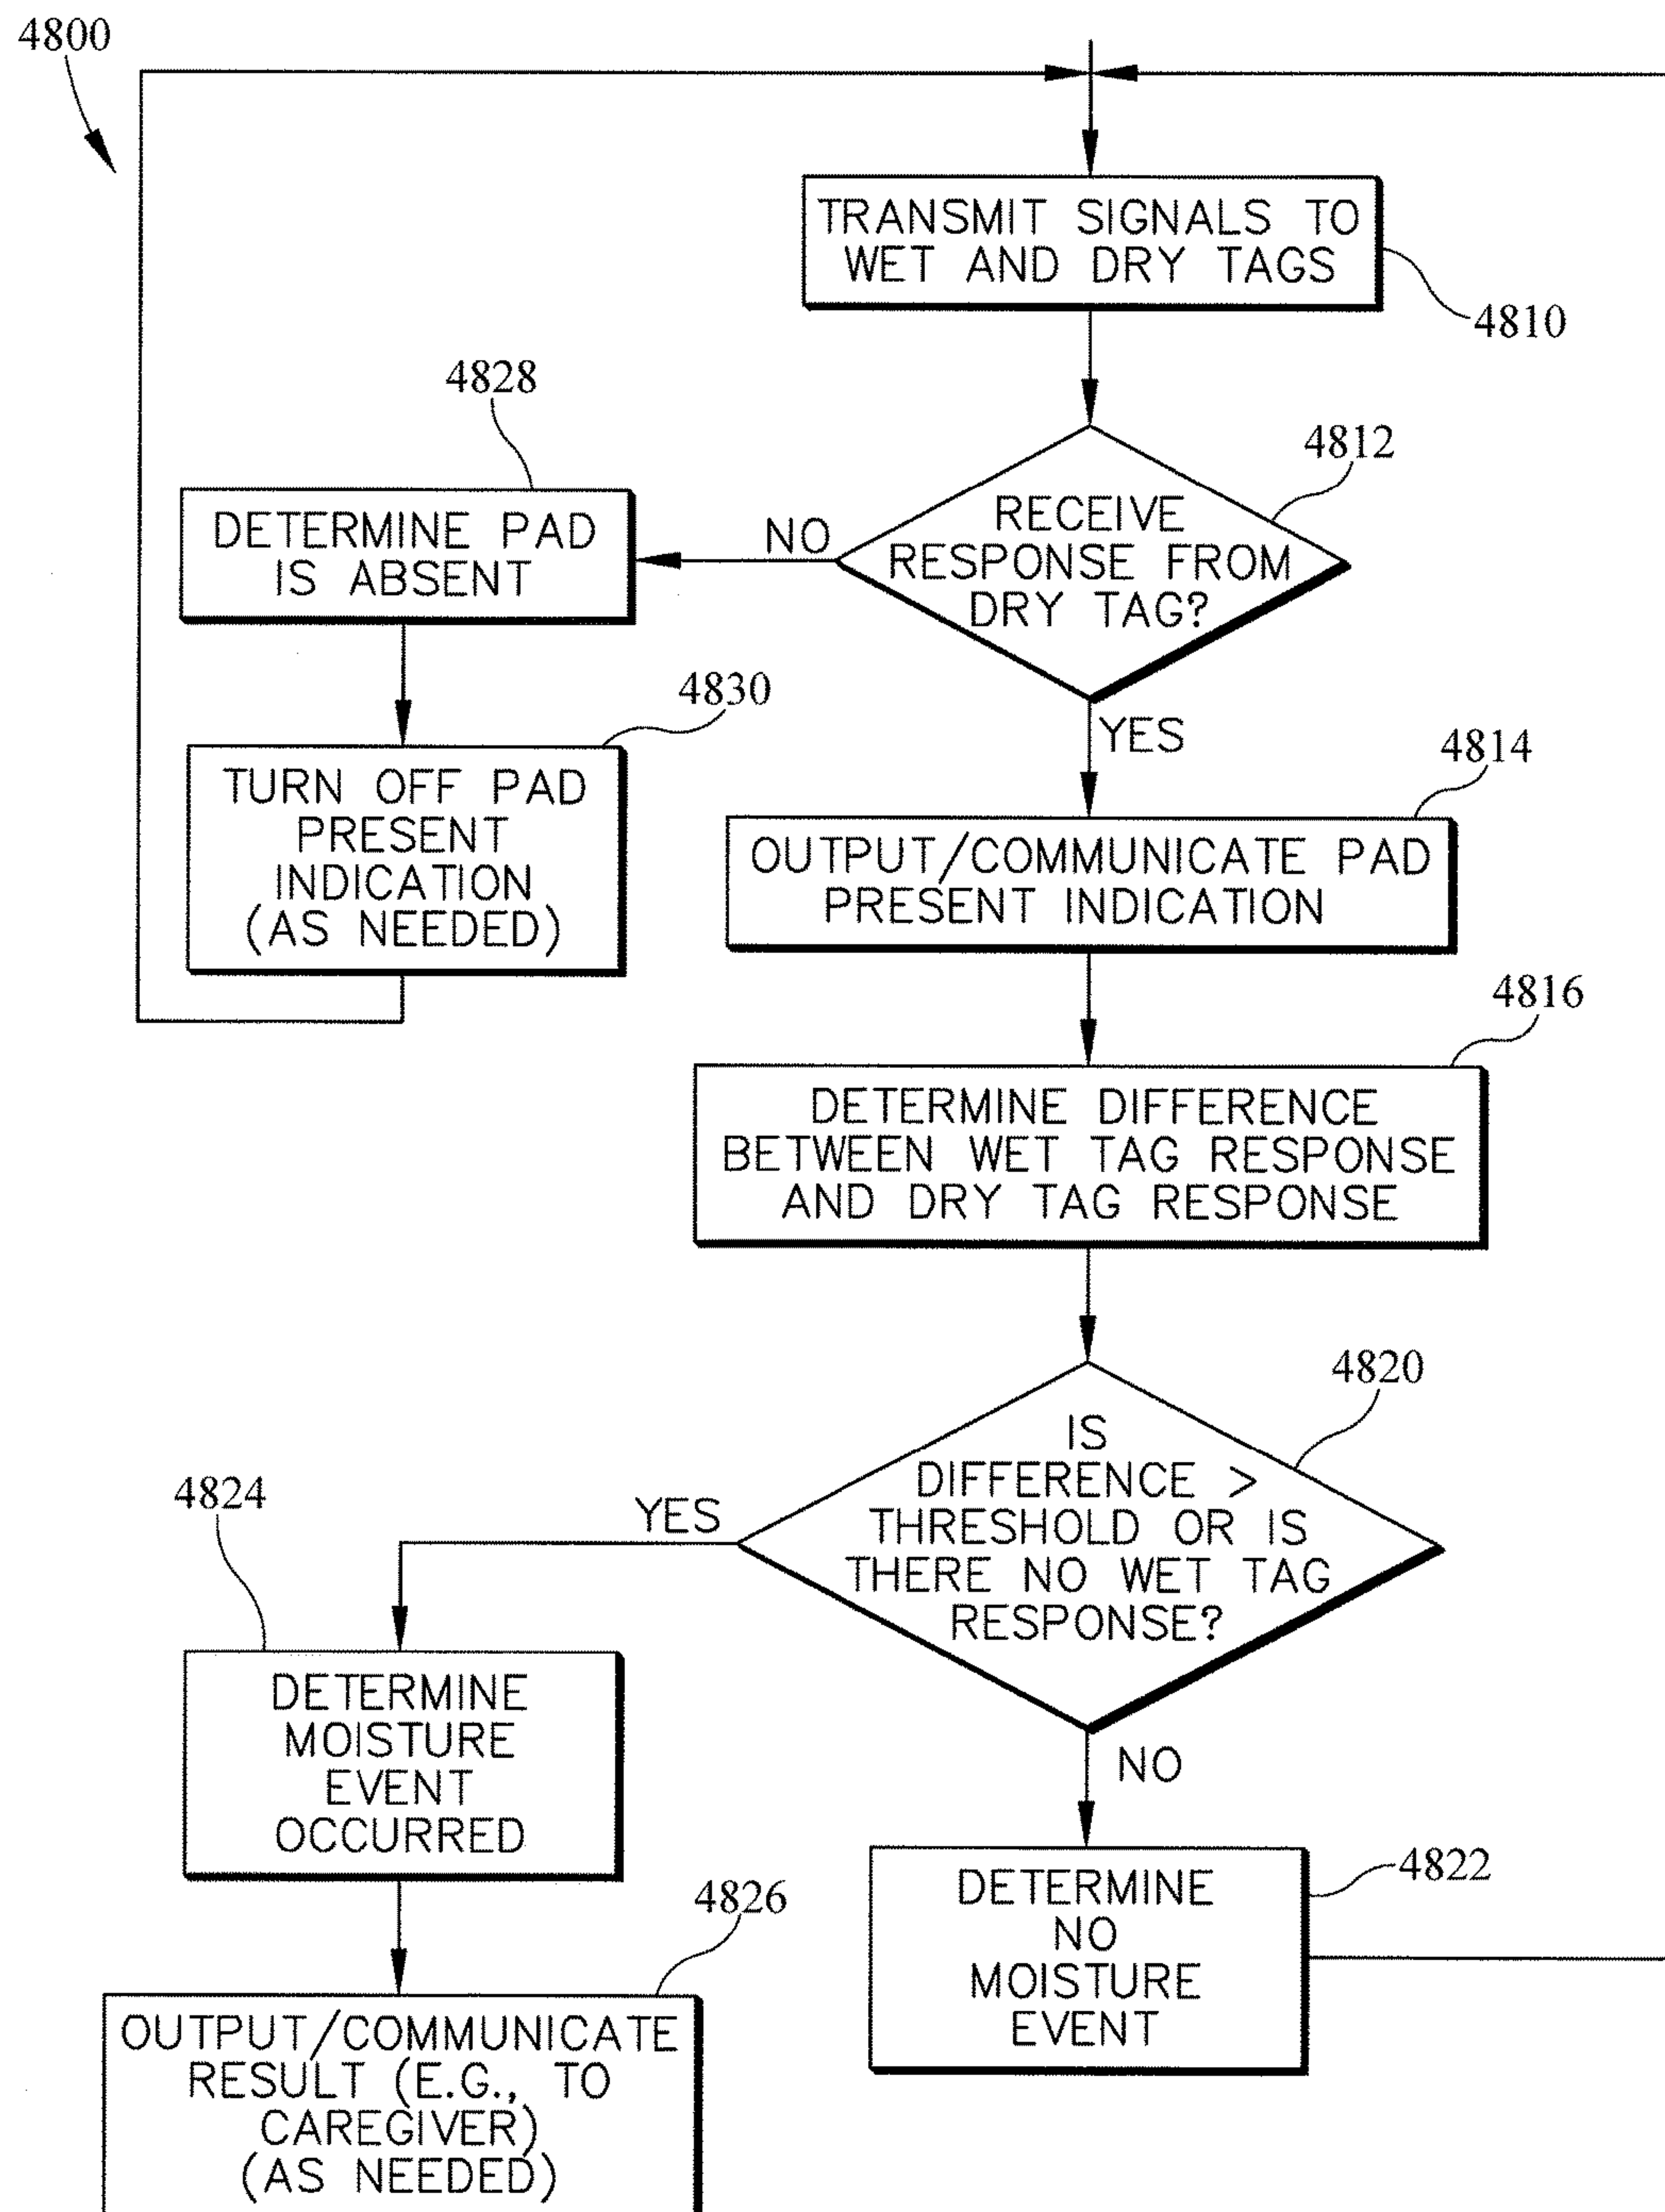 4800
TRANSMIT SIGNALS TO
WET AND DRY TAGS
4810
4812
RECEIVE
RESPONSE FROM
DRY TAG?
NO
4828
DETERMINE PAD
IS ABSENT
4830
TURN OFF PAD
PRESENT
INDICATION
(AS NEEDED)
YES
4814
OUTPUT/COMMUNICATE PAD
PRESENT INDICATION
4816
DETERMINE DIFFERENCE
BETWEEN WET TAG RESPONSE
AND DRY TAG RESPONSE
4820
IS
DIFFERENCE >
THRESHOLD OR IS
THERE NO WET TAG
RESPONSE?
YES
4824
DETERMINE
MOISTURE
EVENT
OCCURRED
4826
OUTPUT/COMMUNICATE
RESULT (E.G., TO
CAREGIVER)
(AS NEEDED)
NO
4822
DETERMINE
NO
MOISTURE
EVENT